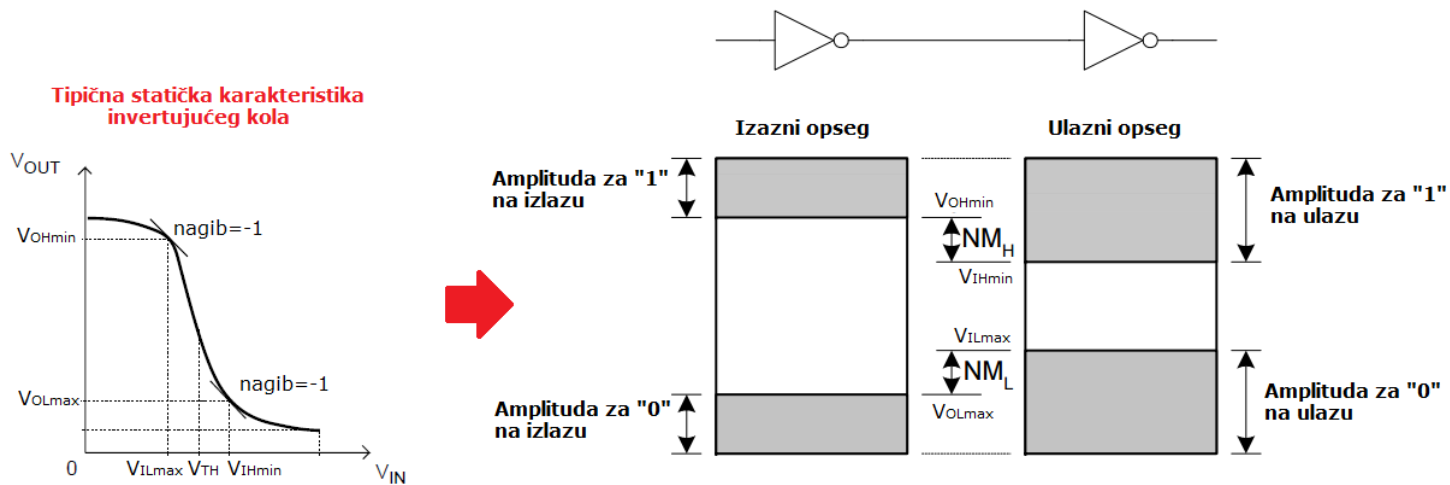 Tipična statička karakteristika
invertujućeg kola
VOUT
VOHmin
nagib=-1
VOLmax
nagib=-1
0
VILmax
VTH
VIHmin
VIN
Izazni opseg
Ulazni opseg
Amplituda za "1"
na izlazu
VOHmin
NMH
VIHmin
Amplituda za "1"
na ulazu
VILmax
NML
VOLmax
Amplituda za "0"
na izlazu
Amplituda za "0"
na ulazu